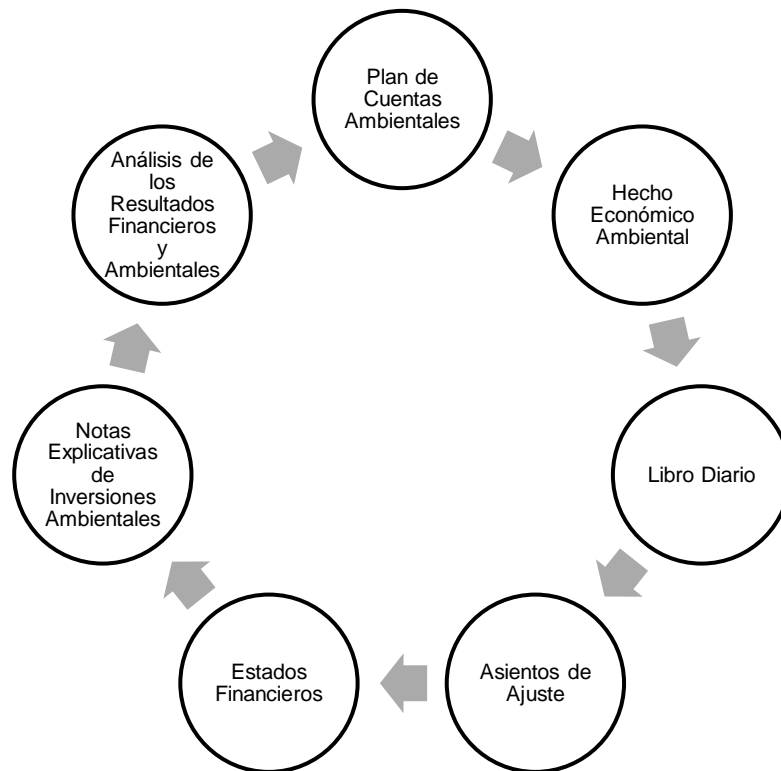 Plan de
Cuentas
Ambientales
Hecho
Económico
Ambiental
Libro Diario
Asientos de
Ajuste
Estados
Financieros
Notas
Explicativas
de
Inversiones
Ambientales
Análisis de
los
Resultados
Financieros
y
Ambientales